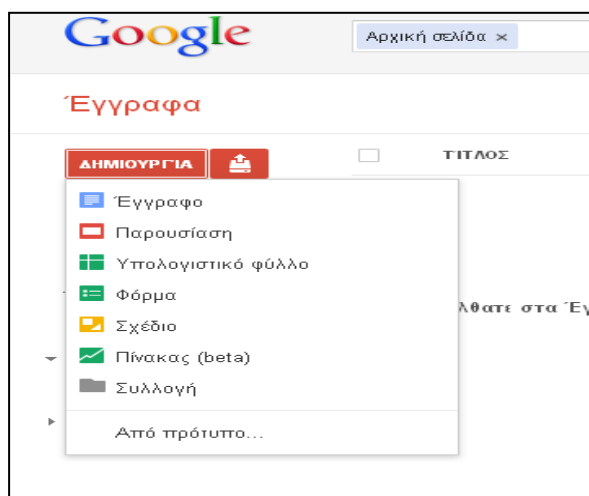 Google
Αρχική σελίδα ×
Έγγραφα
ΔΗΜΙΟΥΡΓΙΑ
ΤΙΤΛΟΣ
Έγγραφο
Παρουσίαση
Υπολογιστικό φύλλο
Φόρμα
λθατε στα Έγ
Σχέδιο
Πίνακας (beta)
Συλλογή
Από πρότυπο...